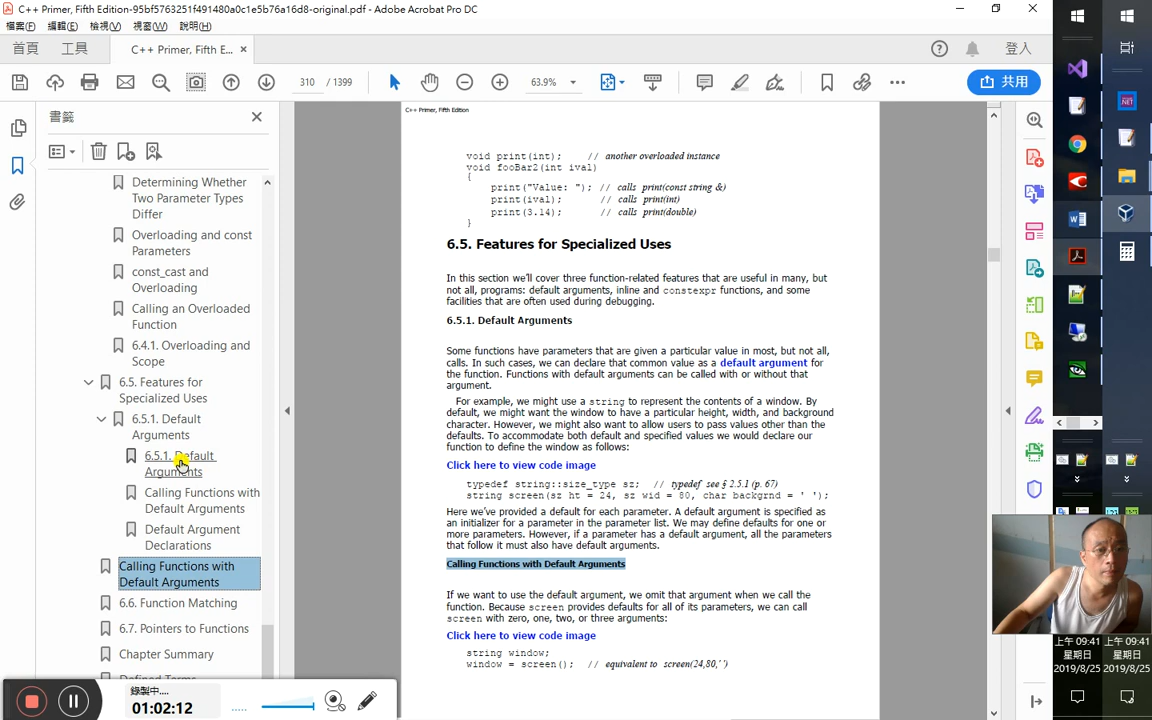 C++ Primer, Fifth Edition-95bf5763251f491480a0c1e5b76a16d8-original.pdf - Adobe Acrobat Pro DC
檔案(F) 編輯(E) 檢視(V) 視窗(W) 說明(H)
首頁 工具 C++ Primer, Fifth E... × 登入
310 / 1399 63.9% 共用
書籤
Determining Whether
Two Parameter Types
Differ
Overloading and const
Parameters
const_cast and
Overloading
Calling an Overloaded
Function
6.4.1. Overloading and
Scope
6.5. Features for
Specialized Uses
6.5.1. Default
Arguments
6.5.1. Default
Arguments
Calling Functions with
Default Arguments
Default Argument
Declarations
Calling Functions with
Default Arguments
6.6. Function Matching
6.7. Pointers to Functions
Chapter Summary
Defined Terms
錄製中....
01:02:12
C++ Primer, Fifth Edition
void print(int); // another overloaded instance
void fooBar2(int ival)
{
print("Value: "); // calls print(const string &)
print(ival); // calls print(int)
print(3.14); // calls print(double)
}
6.5. Features for Specialized Uses
In this section we'll cover three function-related features that are useful in many, but
not all, programs: default arguments, inline and constexpr functions, and some
facilities that are often used during debugging.
6.5.1. Default Arguments
Some functions have parameters that are given a particular value in most, but not all,
calls. In such cases, we can declare that common value as a default argument for
the function. Functions with default arguments can be called with or without that
argument.
For example, we might use a string to represent the contents of a window. By
default, we might want the window to have a particular height, width, and background
character. However, we might also want to allow users to pass values other than the
defaults. To accommodate both default and specified values we would declare our
function to define the window as follows:
Click here to view code image
typedef string::size_type sz; // typedef see § 2.5.1 (p. 67)
string screen(sz ht = 24, sz wid = 80, char backgrnd = ' ');
Here we've provided a default for each parameter. A default argument is specified as
an initializer for a parameter in the parameter list. We may define defaults for one or
more parameters. However, if a parameter has a default argument, all the parameters
that follow it must also have default arguments.
Calling Functions with Default Arguments
If we want to use the default argument, we omit that argument when we call the
function. Because screen provides defaults for all of its parameters, we can call
screen with zero, one, two, or three arguments:
Click here to view code image
string window;
window = screen(); // equivalent to screen(24,80,' ')
上午 09:41 上午 09:41
星期日 星期日
2019/8/25 2019/8/25